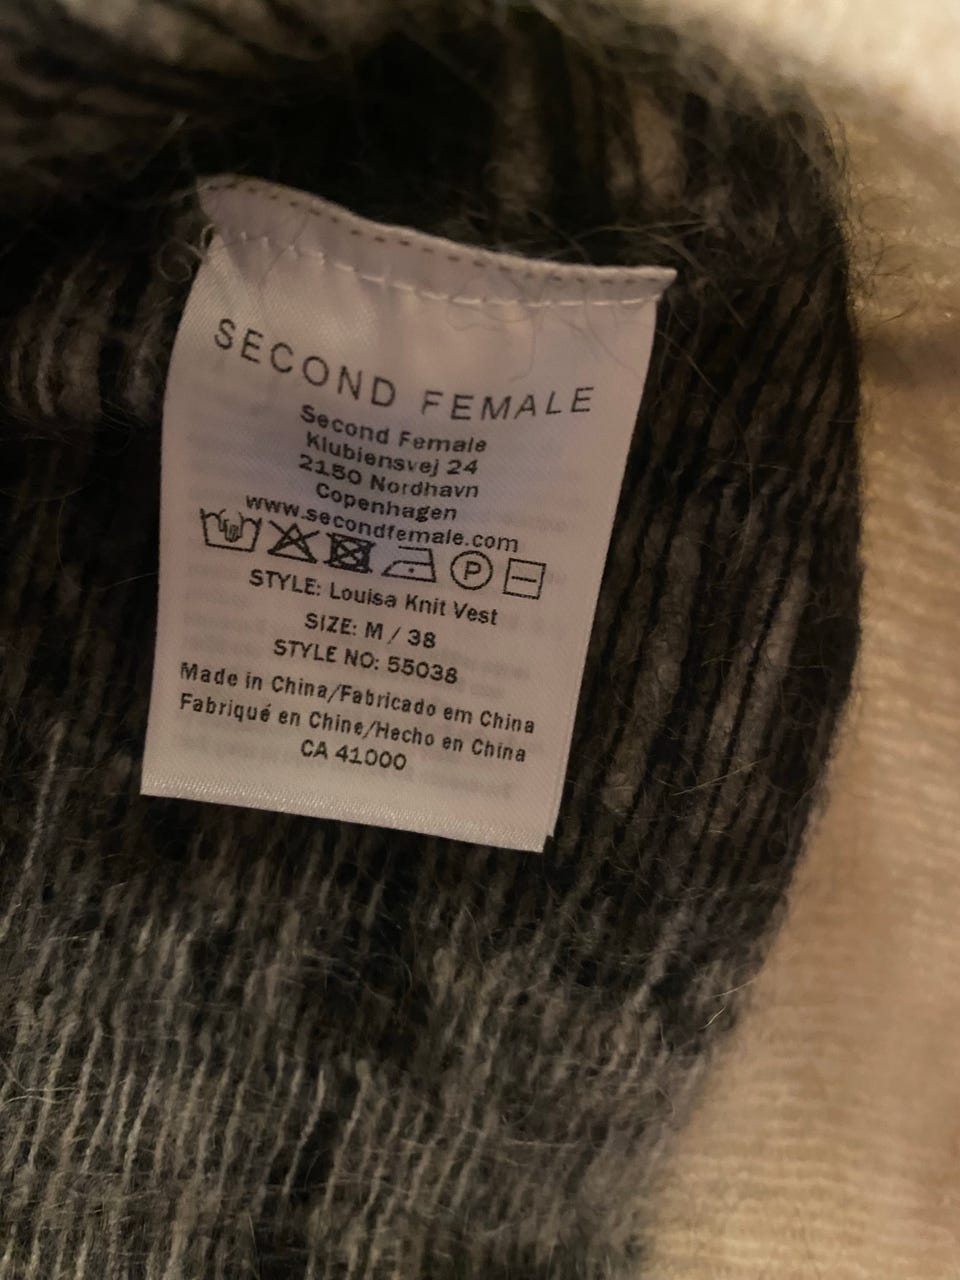 SECOND FEMALE
Second Female
Klubiensvej 24
2150 Nordhavn
Copenhagen
www.secondfemale.com
P
STYLE: Louisa Knit Vest
SIZE: M / 38
STYLE NO: 55038
Made in China/Fabricado em China
Fabriqué en Chine/Hecho en China
CA 41000